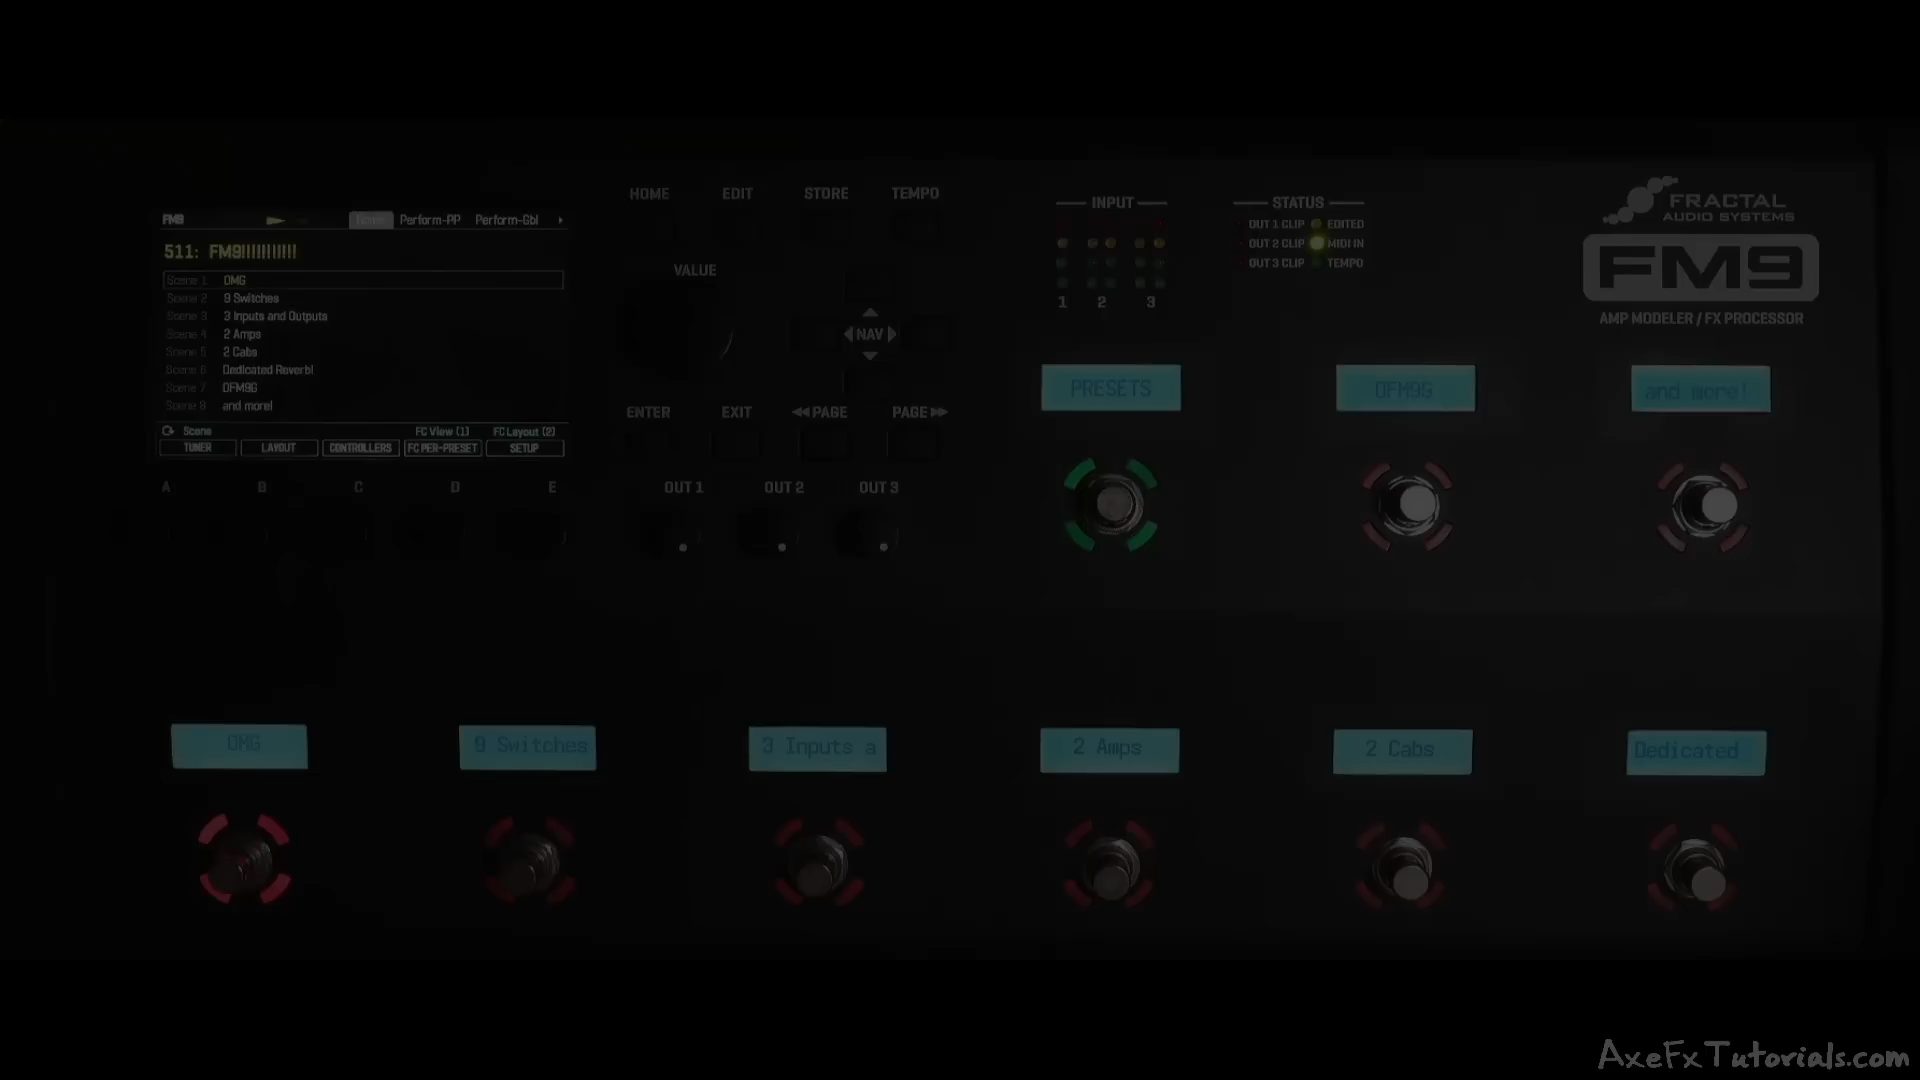 HOME EDIT STORE TEMPO
INPUT
STATUS
FRACTAL
AUDIO SYSTEMS
FM9
AMP MODELER / FX PROCESSOR
OUT 1 CLIP EDITED
OUT 2 CLIP MIDI IN
OUT 3 CLIP TEMPO
1 2 3
FM9 Perform-PP Perform-Gbl
511: FM9!!!!!!!!!!!
Scene 1 OMG
Scene 2 9 Switches
Scene 3 3 Inputs and Outputs
Scene 4 2 Amps
Scene 5 2 Cabs
Scene 6 Dedicated Reverb!
Scene 7 OFM9G
Scene 8 and more!
Scene FC View (1) FC Layout (2)
TUNER LAYOUT CONTROLLERS FC PER-PRESET SETUP
A B C D E
VALUE
NAV
ENTER EXIT PAGE PAGE
OUT 1 OUT 2 OUT 3
PRESETS OFM9G and more!
OMG 9 Switches 3 Inputs a 2 Amps 2 Cabs Dedicated
AxeFxTutorials.com